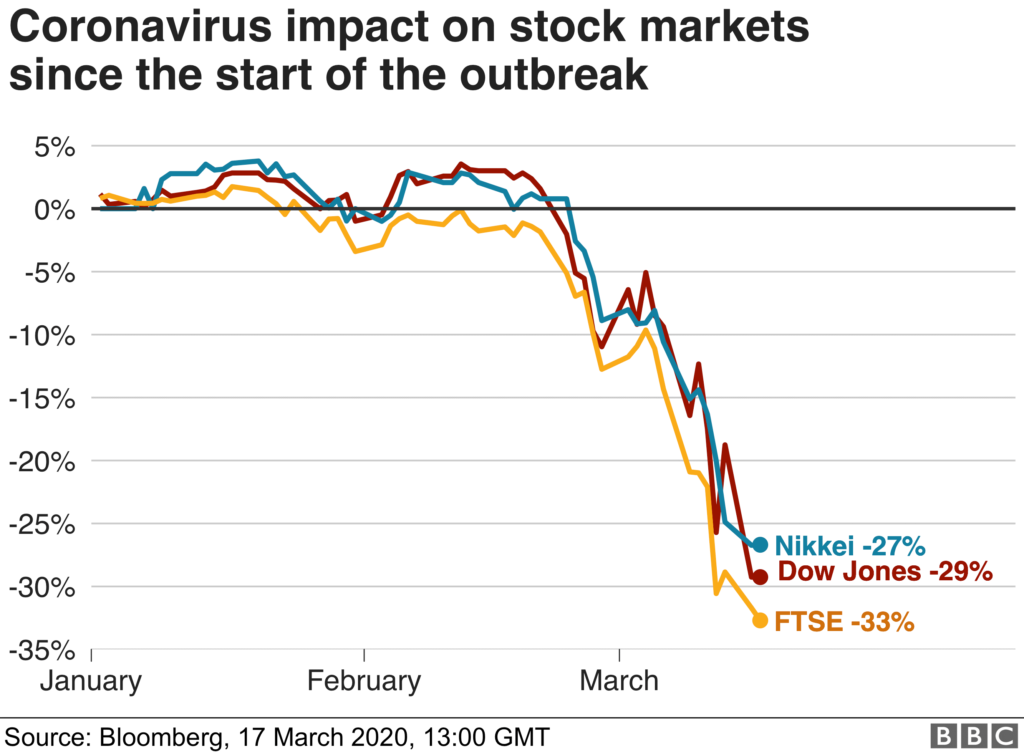 Coronavirus impact on stock markets
since the start of the outbreak
5%
0%
-5%
-10%
-15%
-20%
-25%
-30%
-35%
Nikkei -27%
Dow Jones -29%
FTSE -33%
January February March
Source: Bloomberg, 17 March 2020, 13:00 GMT
BBC